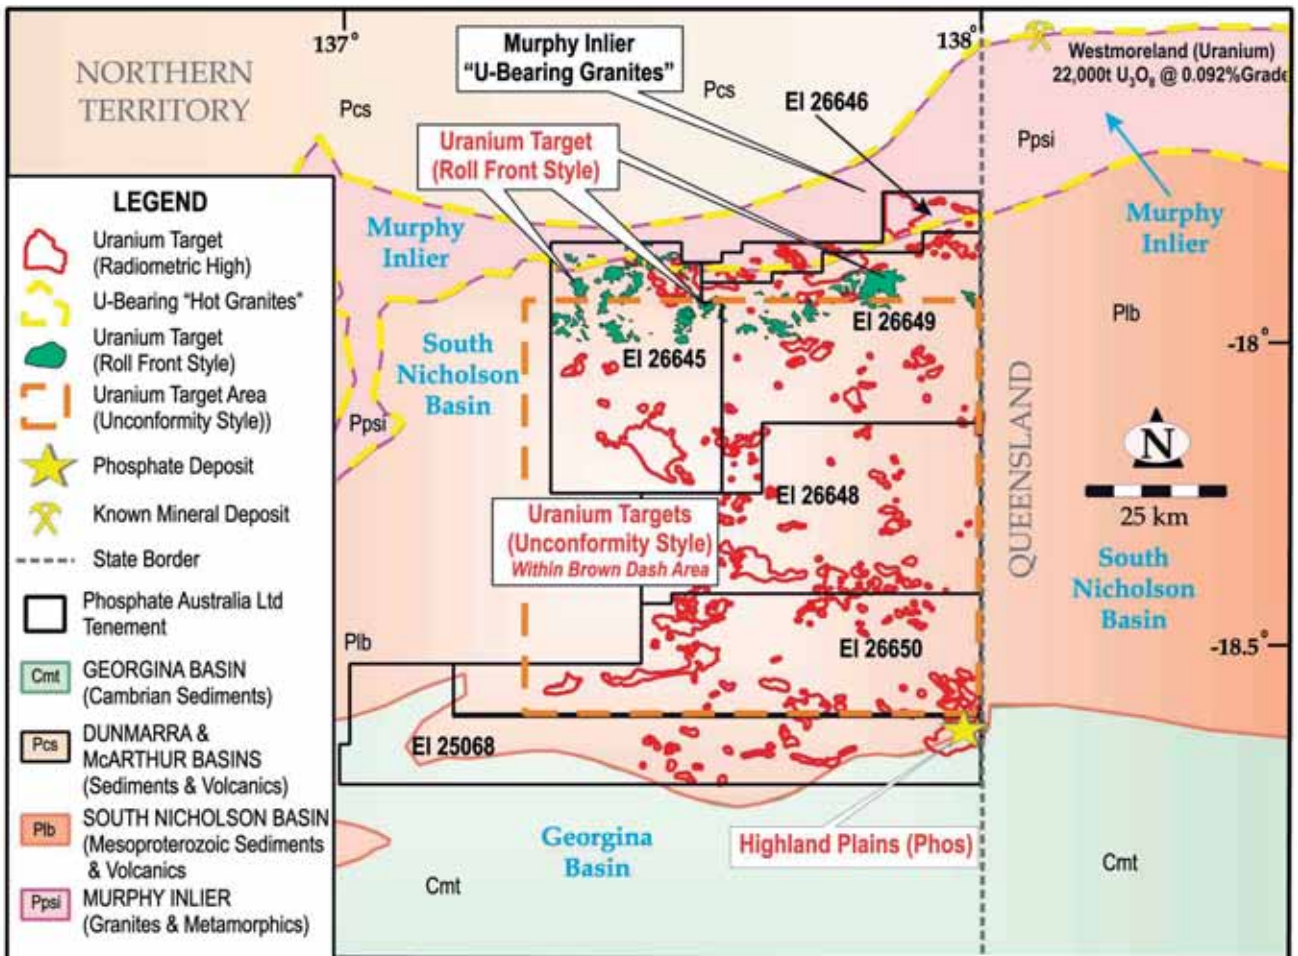 137°
138°
NORTHERN
TERRITORY
Pcs
Murphy Inlier
“U-Bearing Granites”
Pcs
EI 26646
Westmoreland (Uranium)
22,000t U₃O₈ @ 0.092%Grade
Ppsi
Uranium Target
(Roll Front Style)
Murphy
Inlier
Murphy
Inlier
LEGEND
Uranium Target
(Radiometric High)
U-Bearing “Hot Granites”
Uranium Target
(Roll Front Style)
Uranium Target Area
(Unconformity Style))
Phosphate Deposit
Known Mineral Deposit
State Border
Phosphate Australia Ltd
Tenement
Cmt
GEORGINA BASIN
(Cambrian Sediments)
Pcs
DUNMARRA &
McARTHUR BASINS
(Sediments & Volcanics)
Plb
SOUTH NICHOLSON BASIN
(Mesoproterozoic Sediments
& Volcanics
Ppsi
MURPHY INLIER
(Granites & Metamorphics)
South
Nicholson
Basin
Ppsi
EI 26645
EI 26649
Plb
-18°
QUEENSLAND
N
25 km
EI 26648
Uranium Targets
(Unconformity Style)
Within Brown Dash Area
South
Nicholson
Basin
Plb
EI 26650
-18.5°
EI 25068
Highland Plains (Phos)
Georgina
Basin
Cmt
Cmt